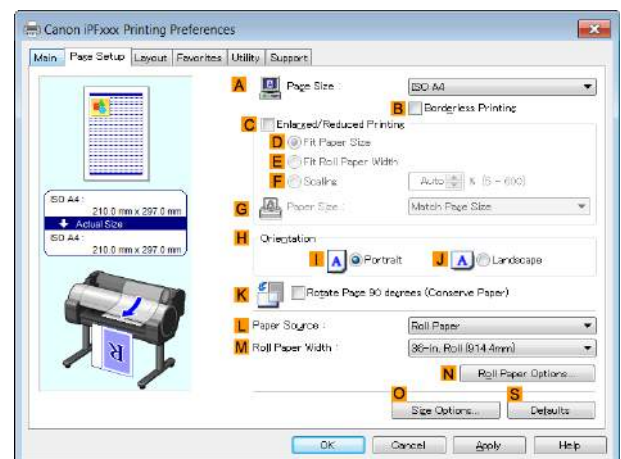 Canon iPFxxx Printing Preferences
Main Page Setup Layout Favorites Utility Support
A Page Size : ISO A4
B Borderless Printing
C Enlarged/Reduced Printing
D Fit Paper Size
E Fit Roll Paper Width
F Scaling Auto % (5 - 600)
G Paper Size : Match Page Size
ISO A4 :
210.0 mm x 297.0 mm
Actual Size
ISO A4 :
210.0 mm x 297.0 mm
H Orientation
I A Portrait J A Landscape
K Rotate Page 90 degrees (Conserve Paper)
L Paper Source : Roll Paper
M Roll Paper Width : 36-in. Roll (914.4mm)
N Roll Paper Options...
O S
Size Options... Defaults
OK Cancel Apply Help
R